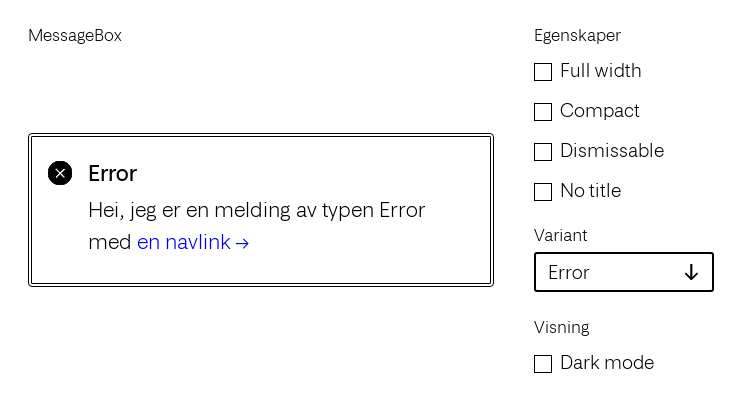 MessageBox
Error
Hei, jeg er en melding av typen Error
med en navlink →
Egenskaper
Full width
Compact
Dismissable
No title
Variant
Error
Visning
Dark mode